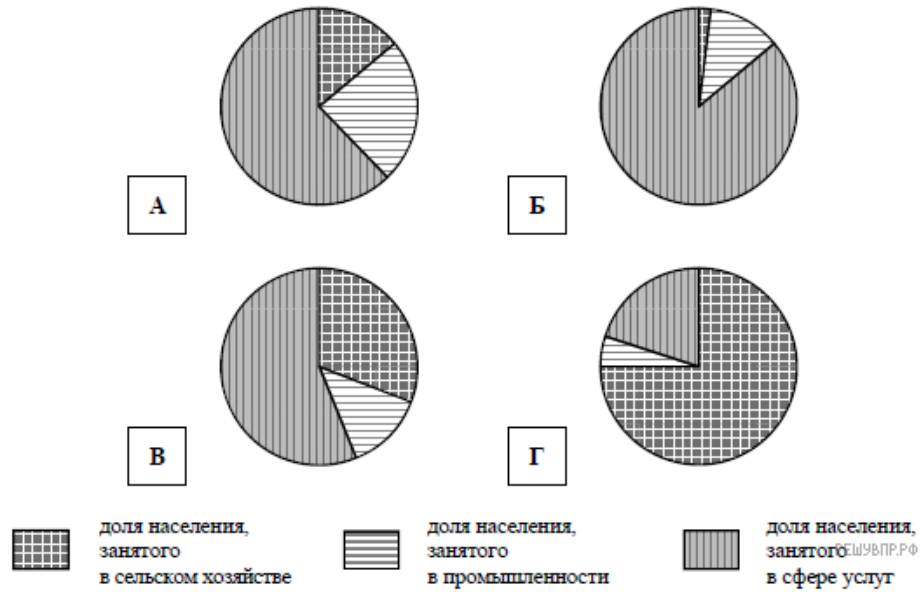 А
Б
В
Г
доля населения,
занятого
в сельском хозяйстве
доля населения,
занятого
в промышленности
доля населения,
занятого
в сфере услуг
РЕШУВПР.РФ